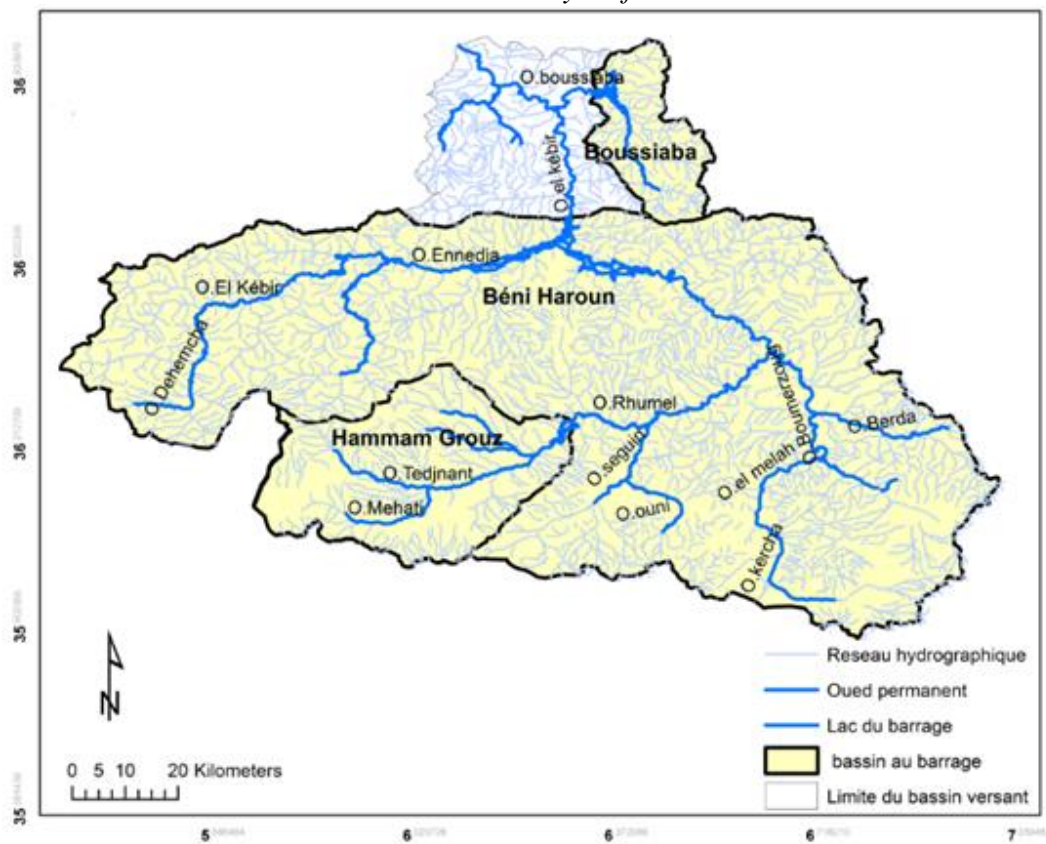 O.boussiaba
Boussiaba
O.el kébir
O.Ennedja
O.El Kébir
Béni Haroun
O.Dehemcha
O.Rhumel
O.Boumerzoug
O.Berda
Hammam Grouz
O.seguin
O.el melah
O.Tedjnant
O.Mehati
O.ouni
O.kercha
36
36
36
35
35
N
0 5 10 20 Kilometers
Reseau hydrographique
Oued permanent
Lac du barrage
bassin au barrage
Limite du bassin versant
5 6 6 6 7